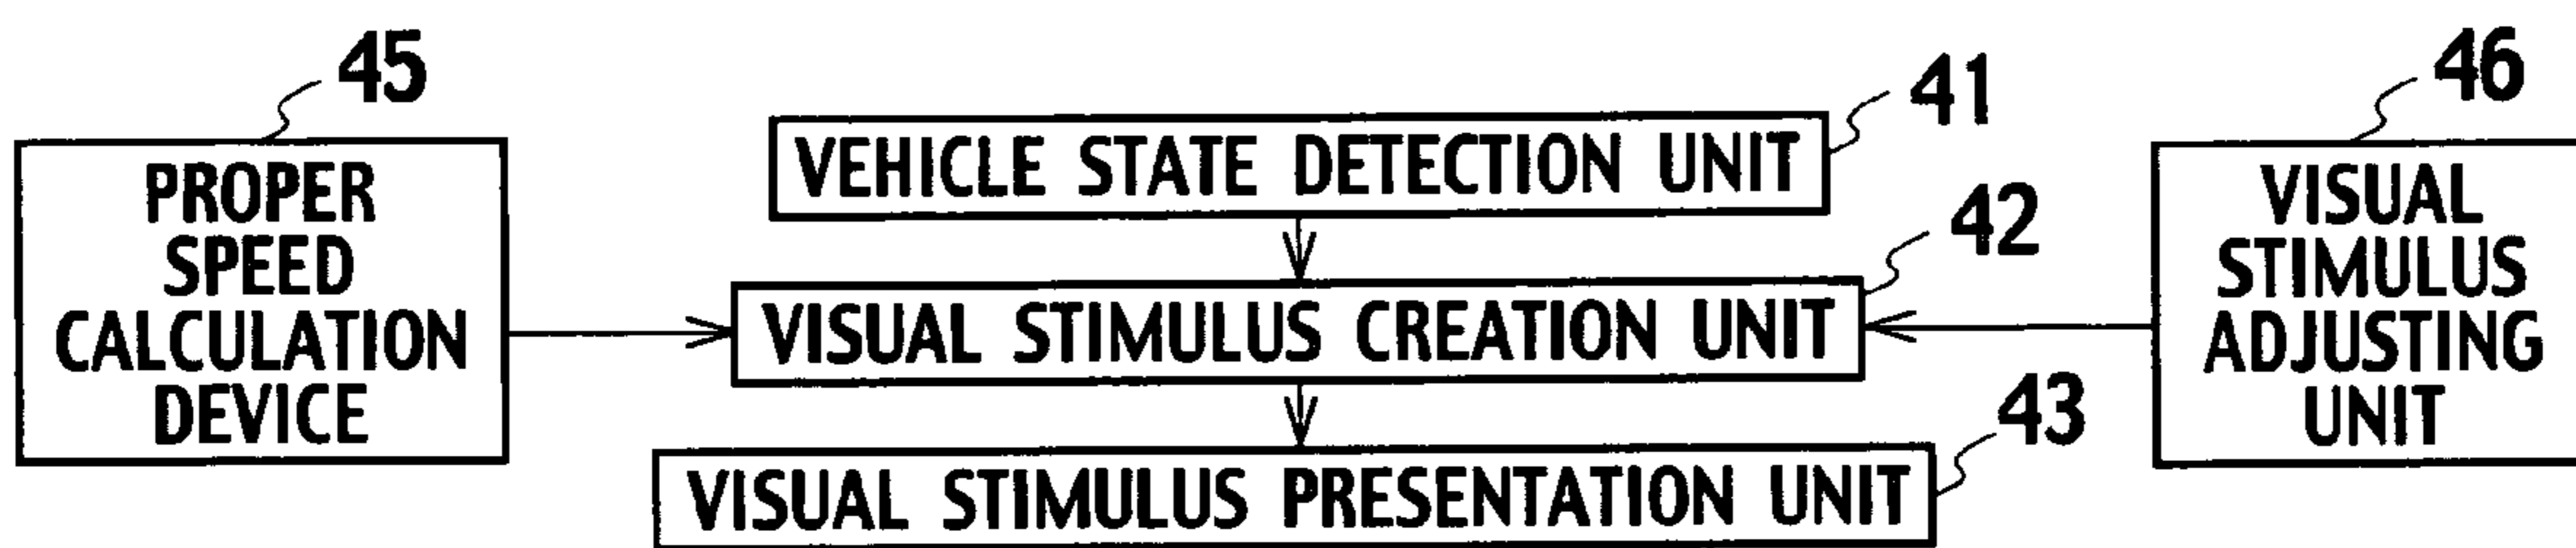 45
PROPER
SPEED
CALCULATION
DEVICE
41
VEHICLE STATE DETECTION UNIT
42
VISUAL STIMULUS CREATION UNIT
43
VISUAL STIMULUS PRESENTATION UNIT
46
VISUAL
STIMULUS
ADJUSTING
UNIT